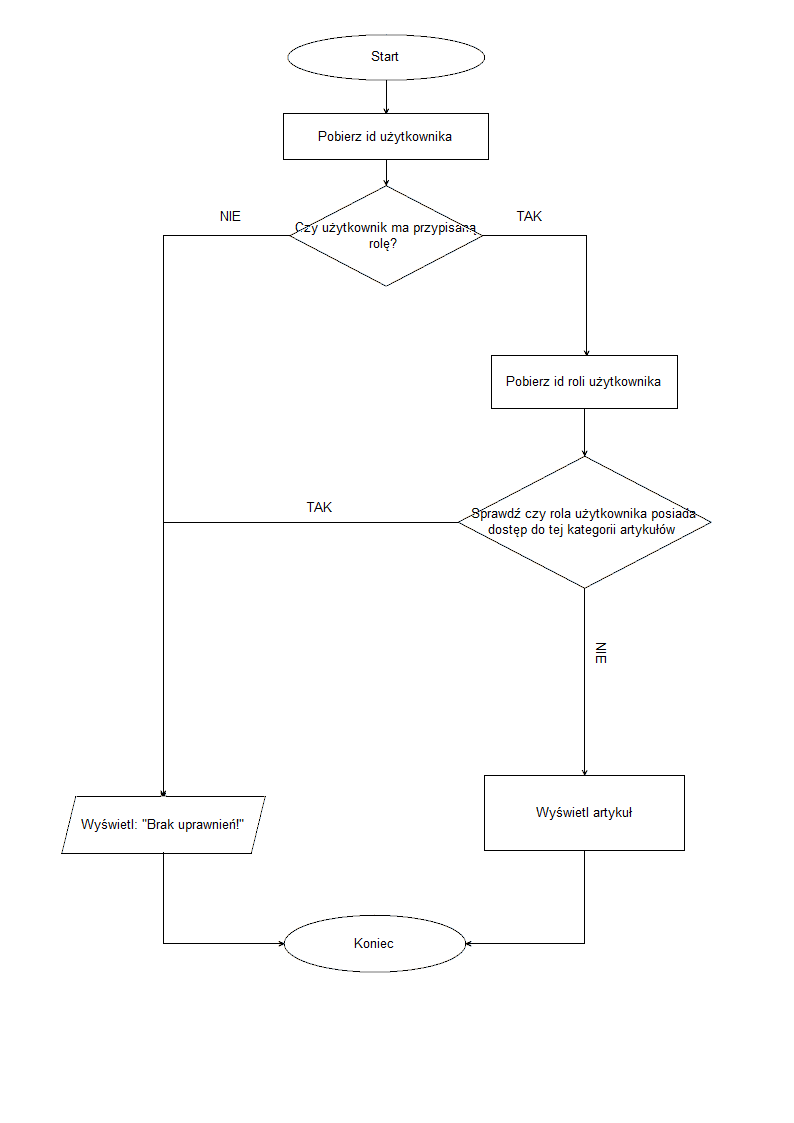 Start
Pobierz id użytkownika
NIE
TAK
Czy użytkownik ma przypisaną
rolę?
Pobierz id roli użytkownika
TAK
Sprawdź czy rola użytkownika posiada
dostęp do tej kategorii artykułów
NIE
Wyświetl: "Brak uprawnień!"
Wyświetl artykuł
Koniec